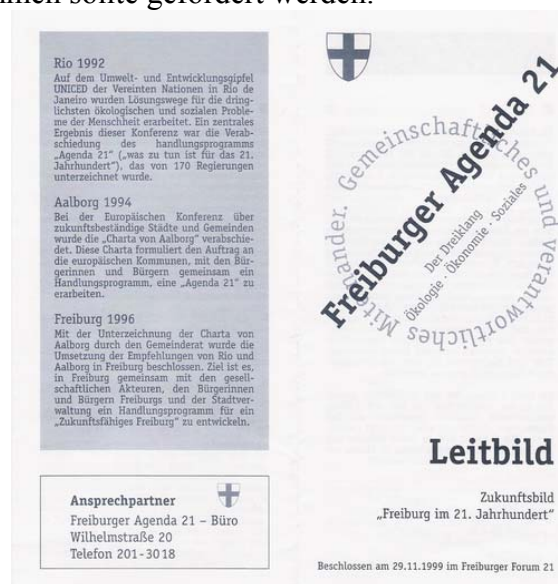 innen sollte gefördert werden.
Rio 1992
Auf dem Umwelt- und Entwicklungsgipfel
UNICED der Vereinten Nationen in Rio de
Janeiro wurden Lösungswege für die dring-
lichsten ökologischen und sozialen Proble-
me der Menschheit erarbeitet. Ein zentrales
Ergebnis dieser Konferenz war die Verab-
schiedung des handlungsprogramms
„Agenda 21“ („was zu tun ist für das 21.
Jahrhundert“), das von 170 Regierungen
unterzeichnet wurde.
Aalborg 1994
Bei der Europäischen Konferenz über
zukunftsbeständige Städte und Gemeinden
wurde die „Charta von Aalborg“ verabschie-
det. Diese Charta formuliert den Auftrag an
die europäischen Kommunen, mit den Bür-
gerinnen und Bürgern gemeinsam ein
Handlungsprogramm, eine „Agenda 21“ zu
erarbeiten.
Freiburg 1996
Mit der Unterzeichnung der Charta von
Aalborg durch den Gemeinderat wurde die
Umsetzung der Empfehlungen von Rio und
Aalborg in Freiburg beschlossen. Ziel ist es,
in Freiburg gemeinsam mit den gesell-
schaftlichen Akteuren, den Bürgerinnen
und Bürgern Freiburgs und der Stadtver-
waltung ein Handlungsprogramm für ein
„Zukunftsfähiges Freiburg“ zu entwickeln.
Ansprechpartner
Freiburger Agenda 21 – Büro
Wilhelmstraße 20
Telefon 201-3018
Freiburger Agenda 21
Der Dreiklang
Ökologie · Ökonomie · Soziales
Gemeinschaftliches und verantwortliches Miteinander.
Leitbild
Zukunftsbild
„Freiburg im 21. Jahrhundert“
Beschlossen am 29.11.1999 im Freiburger Forum 21